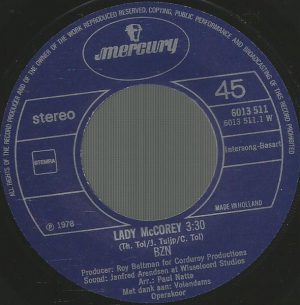 ALL RIGHTS OF THE RECORD PRODUCER AND OF THE OWNER OF THE WORK REPRODUCED RESERVED, COPYING, PUBLIC PERFORMANCE AND BROADCASTING OF THIS RECORD PROHIBITED
mercury
45
stereo
6013 511
6013 511.1 W
STEMRA
Intersong-Basart
℗ 1978
MADE IN HOLLAND
LADY McCOREY 3:30
(Th. Tol/J. Tuijp/C. Tol)
BZN
Producer: Roy Beltman for Corduroy Productions
Sound: Janfred Arendsen at Wisseloord Studios
Arr.: Paul Natte
Met dank aan: Volendams
Operakoor